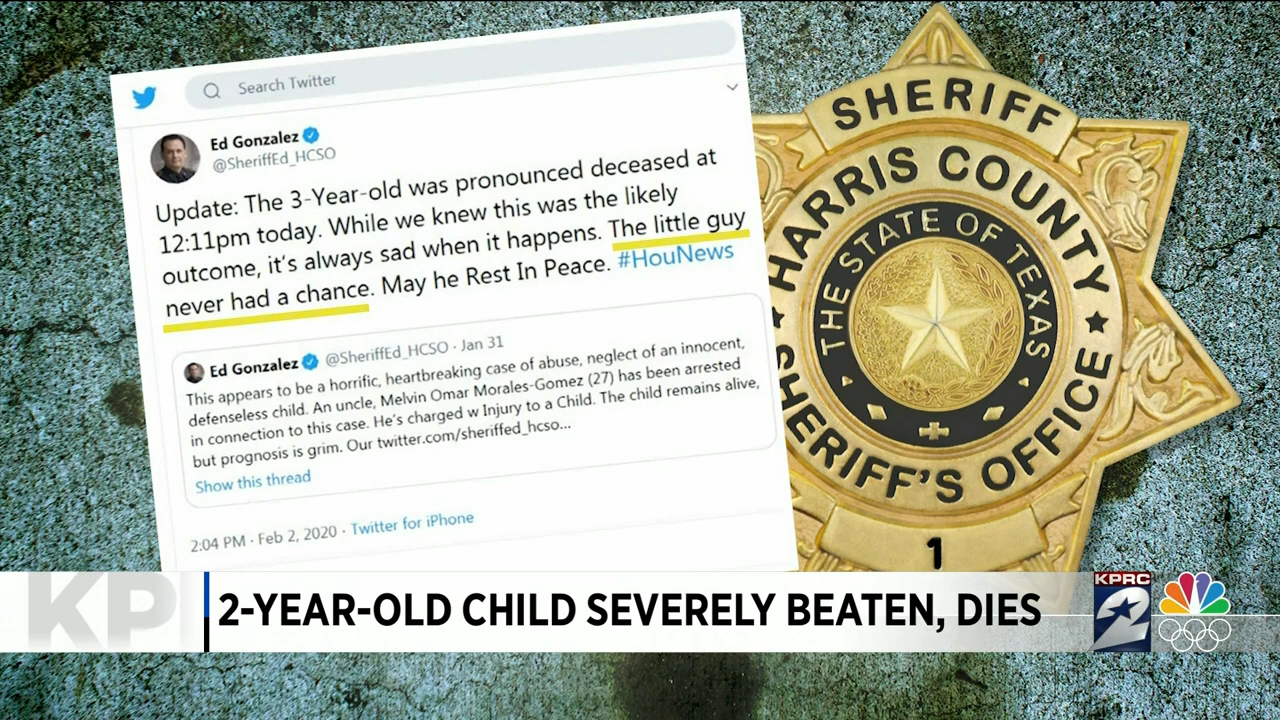 Search Twitter
Ed Gonzalez
@SheriffEd_HCSO
Update: The 3-Year-old was pronounced deceased at
12:11pm today. While we knew this was the likely
outcome, it's always sad when it happens. The little guy
never had a chance. May he Rest In Peace. #HouNews
Ed Gonzalez @SheriffEd_HCSO · Jan 31
This appears to be a horrific, heartbreaking case of abuse, neglect of an innocent,
defenseless child. An uncle, Melvin Omar Morales-Gomez (27) has been arrested
in connection to this case. He's charged w Injury to a Child. The child remains alive,
but prognosis is grim. Our twitter.com/sheriffed_hcso...
Show this thread
2:04 PM · Feb 2, 2020 · Twitter for iPhone
SHERIFF
HARRIS COUNTY
THE STATE OF TEXAS
SHERIFF'S OFFICE
1
KP
2-YEAR-OLD CHILD SEVERELY BEATEN, DIES
KPRC
2